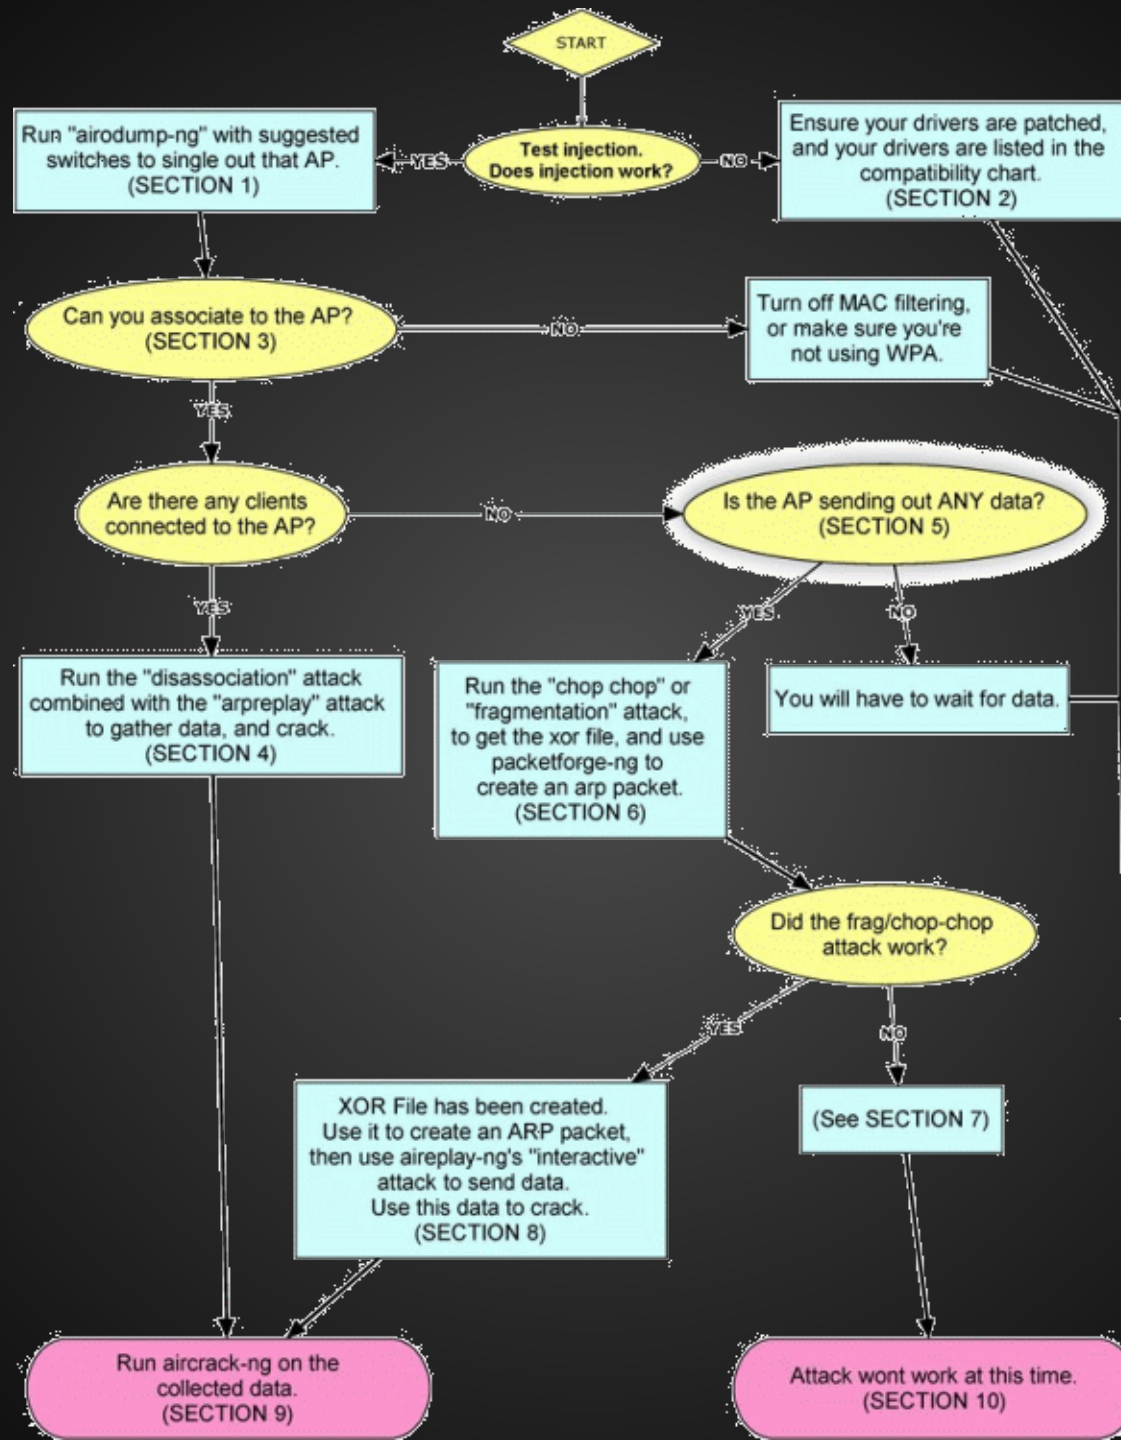 START
Run "airodump-ng" with suggested
switches to single out that AP.
(SECTION 1)
YES
Test injection.
Does injection work?
NO
Ensure your drivers are patched,
and your drivers are listed in the
compatibility chart.
(SECTION 2)
Can you associate to the AP?
(SECTION 3)
NO
Turn off MAC filtering,
or make sure you're
not using WPA.
YES
Are there any clients
connected to the AP?
NO
Is the AP sending out ANY data?
(SECTION 5)
YES
YES
NO
Run the "disassociation" attack
combined with the "arpreplay" attack
to gather data, and crack.
(SECTION 4)
Run the "chop chop" or
"fragmentation" attack,
to get the xor file, and use
packetforge-ng to
create an arp packet.
(SECTION 6)
You will have to wait for data.
Did the frag/chop-chop
attack work?
YES
NO
XOR File has been created.
Use it to create an ARP packet,
then use aireplay-ng's "interactive"
attack to send data.
Use this data to crack.
(SECTION 8)
(See SECTION 7)
Run aircrack-ng on the
collected data.
(SECTION 9)
Attack wont work at this time.
(SECTION 10)